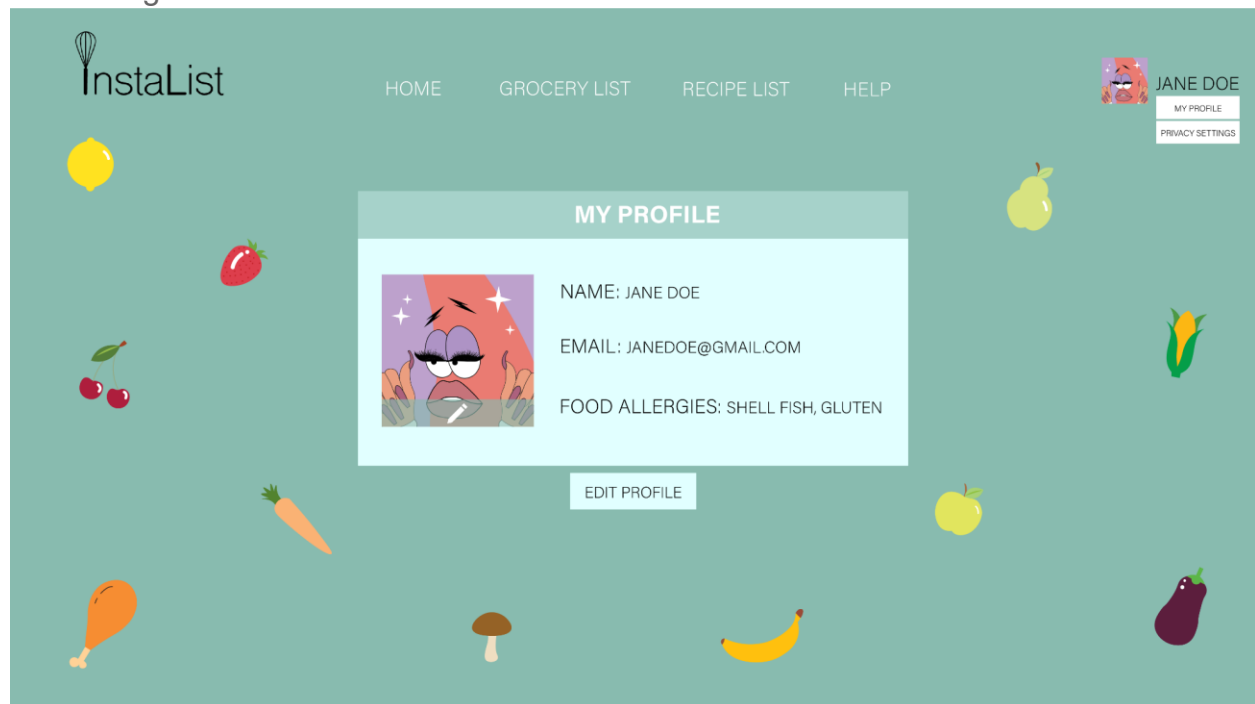 InstaList
HOME GROCERY LIST RECIPE LIST HELP
JANE DOE
MY PROFILE
PRIVACY SETTINGS
MY PROFILE
NAME: JANE DOE
EMAIL: JANEDOE@GMAIL.COM
FOOD ALLERGIES: SHELL FISH, GLUTEN
EDIT PROFILE